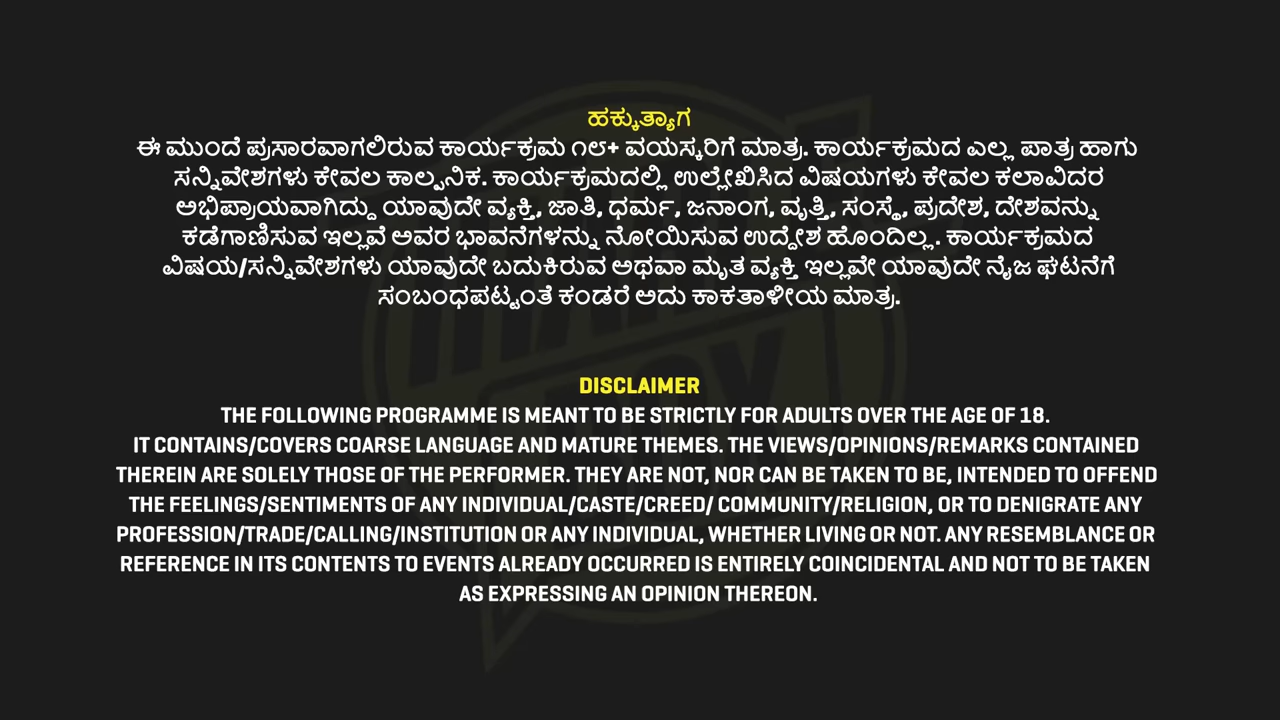 ಹಕ್ಕುತ್ಯಾಗ
ಈ ಮುಂದೆ ಪ್ರಸಾರವಾಗಲಿರುವ ಕಾರ್ಯಕ್ರಮ ೧೮+ ವಯಸ್ಕರಿಗೆ ಮಾತ್ರ. ಕಾರ್ಯಕ್ರಮದ ಎಲ್ಲ ಪಾತ್ರ ಹಾಗು
ಸನ್ನಿವೇಶಗಳು ಕೇವಲ ಕಾಲ್ಪನಿಕ. ಕಾರ್ಯಕ್ರಮದಲ್ಲಿ ಉಲ್ಲೇಖಿಸಿದ ವಿಷಯಗಳು ಕೇವಲ ಕಲಾವಿದರ
ಅಭಿಪ್ರಾಯವಾಗಿದ್ದು ಯಾವುದೇ ವ್ಯಕ್ತಿ, ಜಾತಿ, ಧರ್ಮ, ಜನಾಂಗ, ವೃತ್ತಿ, ಸಂಸ್ಥೆ, ಪ್ರದೇಶ, ದೇಶವನ್ನು
ಕಡೆಗಾಣಿಸುವ ಇಲ್ಲವೆ ಅವರ ಭಾವನೆಗಳನ್ನು ನೋಯಿಸುವ ಉದ್ದೇಶ ಹೊಂದಿಲ್ಲ. ಕಾರ್ಯಕ್ರಮದ
ವಿಷಯ/ಸನ್ನಿವೇಶಗಳು ಯಾವುದೇ ಬದುಕಿರುವ ಅಥವಾ ಮೃತ ವ್ಯಕ್ತಿ ಇಲ್ಲವೇ ಯಾವುದೇ ನೈಜ ಘಟನೆಗೆ
ಸಂಬಂಧಪಟ್ಟಂತೆ ಕಂಡರೆ ಅದು ಕಾಕತಾಳೀಯ ಮಾತ್ರ.
DISCLAIMER
THE FOLLOWING PROGRAMME IS MEANT TO BE STRICTLY FOR ADULTS OVER THE AGE OF 18.
IT CONTAINS/COVERS COARSE LANGUAGE AND MATURE THEMES. THE VIEWS/OPINIONS/REMARKS CONTAINED
THEREIN ARE SOLELY THOSE OF THE PERFORMER. THEY ARE NOT, NOR CAN BE TAKEN TO BE, INTENDED TO OFFEND
THE FEELINGS/SENTIMENTS OF ANY INDIVIDUAL/CASTE/CREED/ COMMUNITY/RELIGION, OR TO DENIGRATE ANY
PROFESSION/TRADE/CALLING/INSTITUTION OR ANY INDIVIDUAL, WHETHER LIVING OR NOT. ANY RESEMBLANCE OR
REFERENCE IN ITS CONTENTS TO EVENTS ALREADY OCCURRED IS ENTIRELY COINCIDENTAL AND NOT TO BE TAKEN
AS EXPRESSING AN OPINION THEREON.